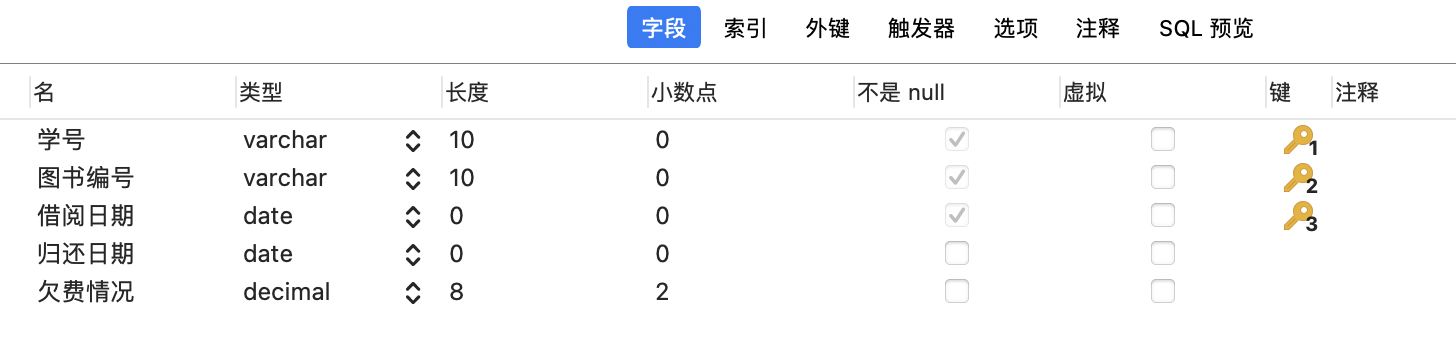 字段 索引 外键 触发器 选项 注释 SQL 预览
名 类型 长度 小数点 不是 null 虚拟 键 注释
学号 varchar 10 0 1
图书编号 varchar 10 0 2
借阅日期 date 0 0 3
归还日期 date 0 0
欠费情况 decimal 8 2